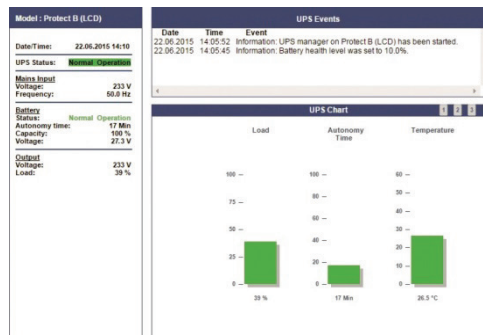 Model : Protect B (LCD)
Date/Time: 22.06.2015 14:10
UPS Status: Normal Operation
Mains Input
Voltage: 233 V
Frequency: 50.0 Hz
Battery
Status: Normal Operation
Autonomy time: 17 Min
Capacity: 100 %
Voltage: 27.3 V
Output
Voltage: 233 V
Load: 39 %
UPS Events
Date Time Event
22.06.2015 14:05:52 Information: UPS manager on Protect B (LCD) has been started.
22.06.2015 14:05:45 Information: Battery health level was set to 10.0%.
UPS Chart 1 2 3
Load Autonomy Time Temperature
100 – 100 – 60 –
50 –
80 –
75 –
40 –
60 –
50 – 30 –
40 –
20 –
25 –
20 – 10 –
0 – 0 – 0 –
39 % 17 Min 26.5 °C